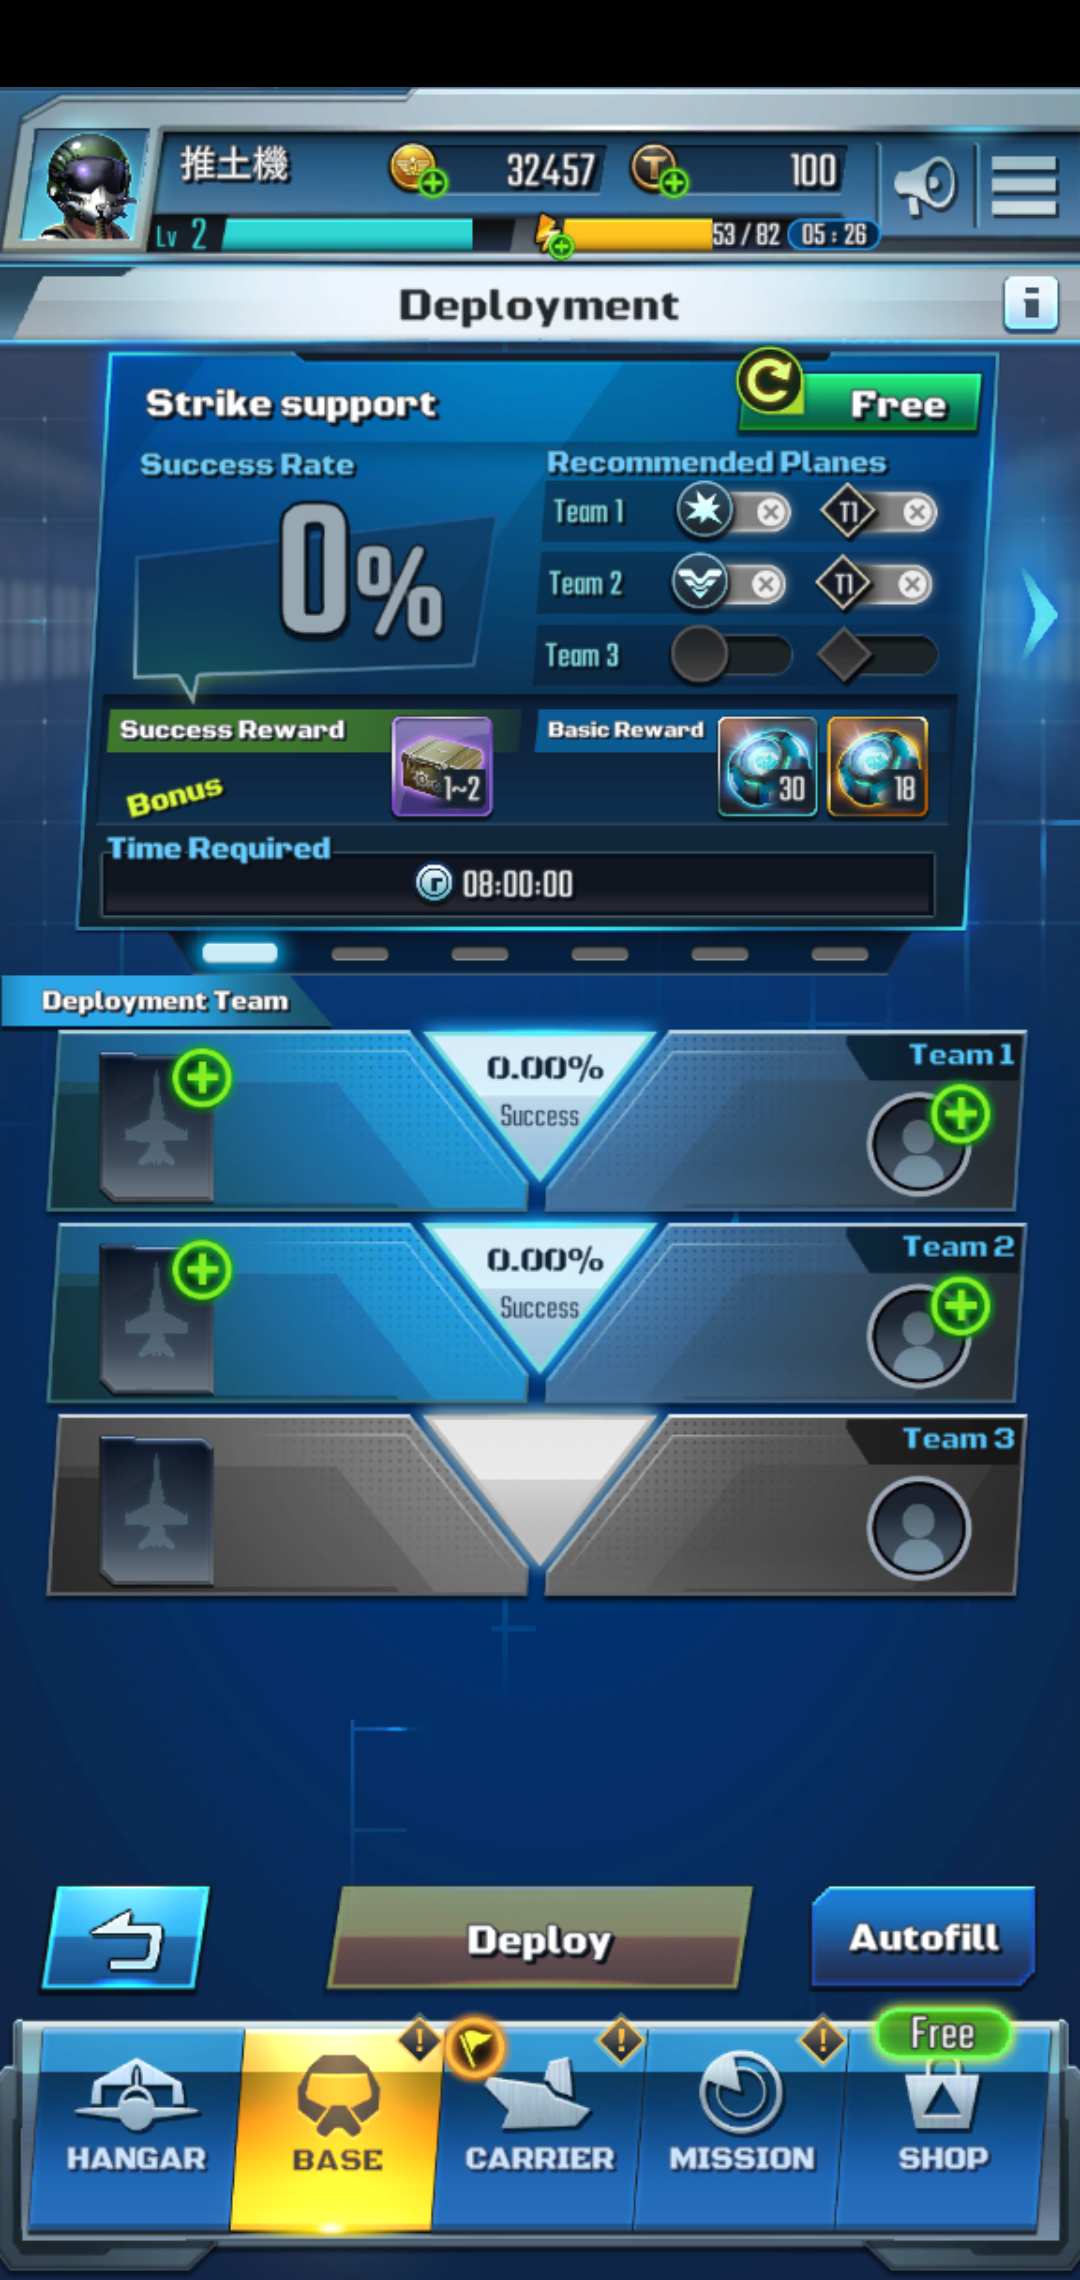 推土機
32457
100
Lv 2
53 / 82
05 : 26
Deployment
Strike support
Free
Success Rate
0%
Recommended Planes
Team 1
T1
Team 2
T1
Team 3
Success Reward
Bonus
1~2
Basic Reward
30
18
Time Required
08:00:00
Deployment Team
0.00%
Success
Team 1
0.00%
Success
Team 2
Team 3
Deploy
Autofill
Free
HANGAR
BASE
CARRIER
MISSION
SHOP